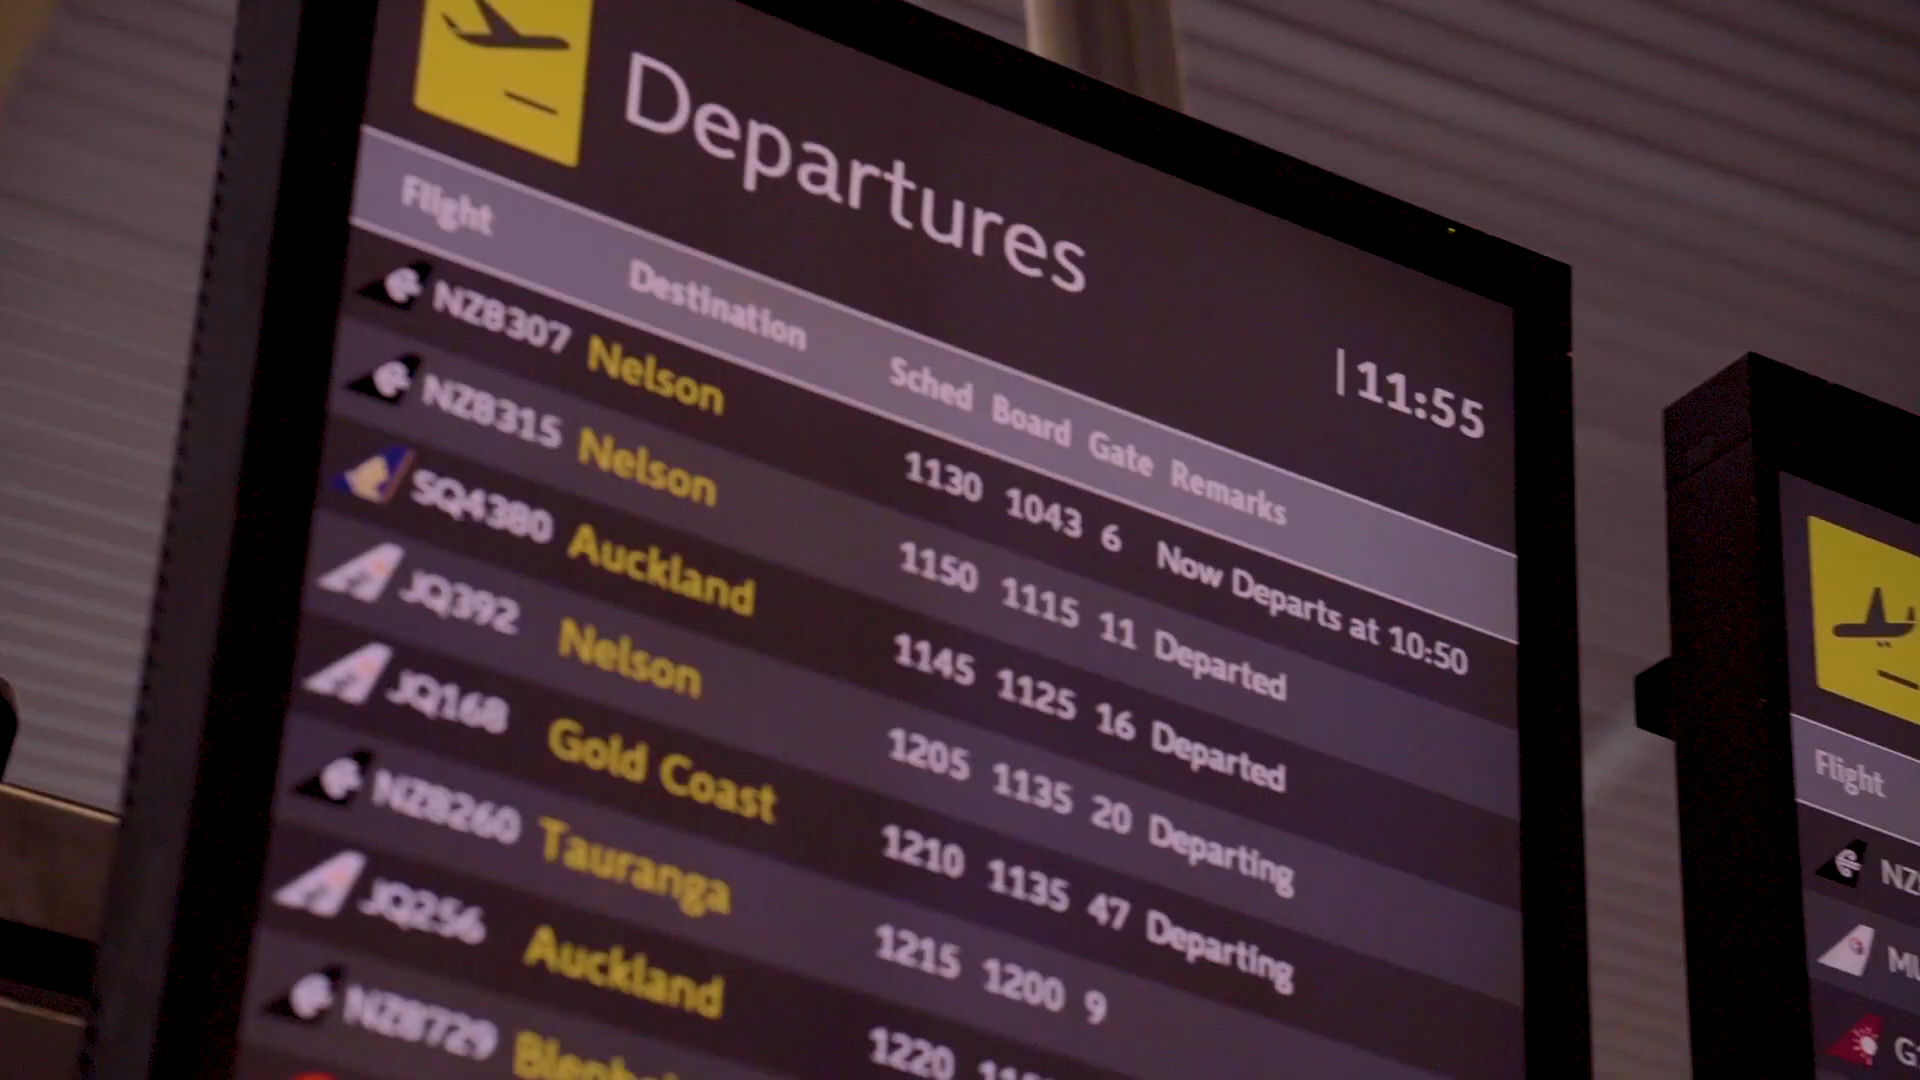 Departures
|11:55
Flight Destination Sched Board Gate Remarks
NZ8307 Nelson 1130 1043 6 Now Departs at 10:50
NZ8315 Nelson 1150 1115 11 Departed
SQ4380 Auckland 1145 1125 16 Departed
JQ392 Nelson 1205 1135 20 Departing
JQ168 Gold Coast 1210 1135 47 Departing
NZ8260 Tauranga 1215 1200 9
JQ256 Auckland 1220
NZ8729
Flight
NZ
MU
G